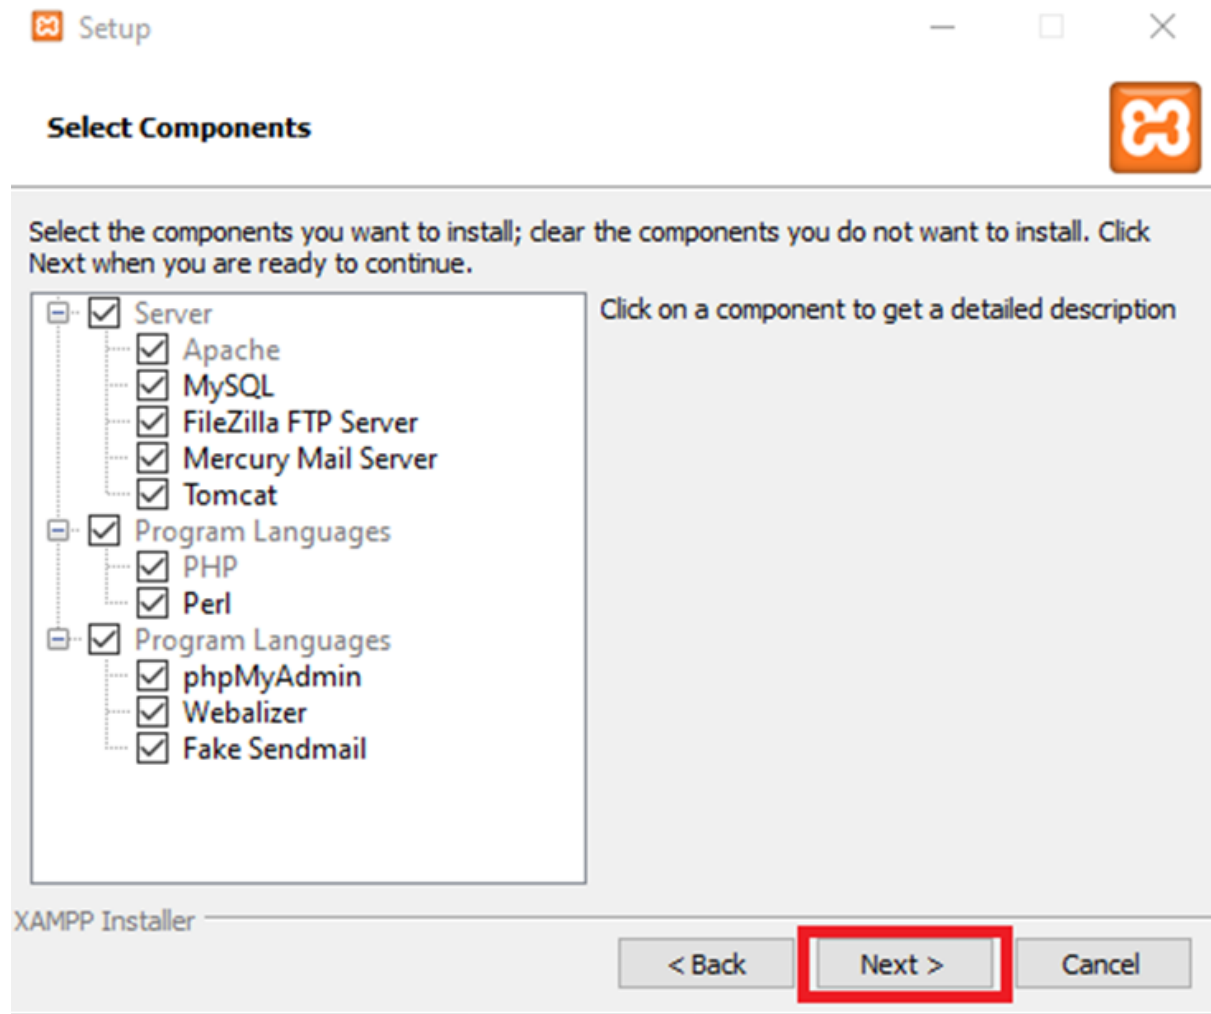 Setup
Select Components
Select the components you want to install; clear the components you do not want to install. Click
Next when you are ready to continue.
Server
Apache
MySQL
FileZilla FTP Server
Mercury Mail Server
Tomcat
Program Languages
PHP
Perl
Program Languages
phpMyAdmin
Webalizer
Fake Sendmail
Click on a component to get a detailed description
XAMPP Installer
< Back
Next >
Cancel